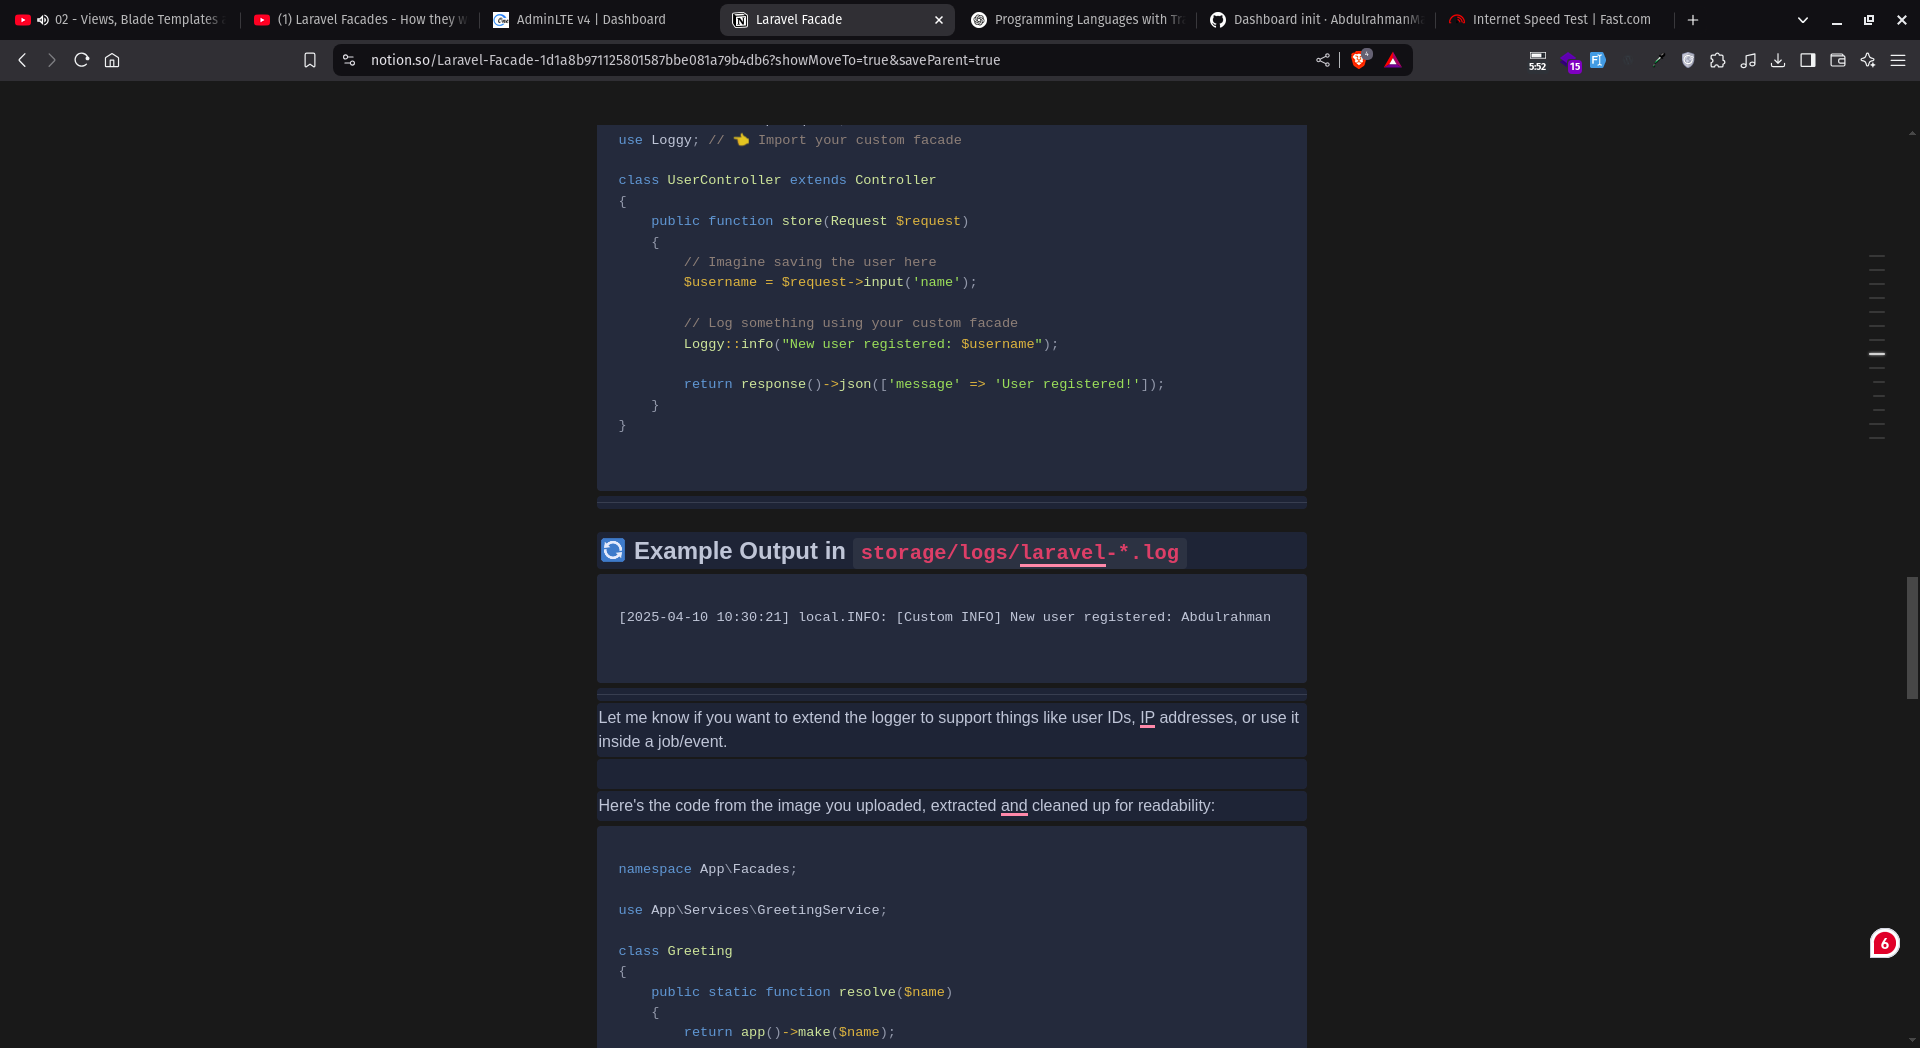 02 - Views, Blade Templates
(1) Laravel Facades - How they w
AdminLTE v4 | Dashboard
Laravel Facade
Programming Languages with Tra
Dashboard init · AbdulrahmanMa
Internet Speed Test | Fast.com
notion.so/Laravel-Facade-1d1a8b971125801587bbe081a79b4db6?showMoveTo=true&saveParent=true
4
5:52
15
use Loggy; // 👈 Import your custom facade
class UserController extends Controller
{
public function store(Request $request)
{
// Imagine saving the user here
$username = $request->input('name');
// Log something using your custom facade
Loggy::info("New user registered: $username");
return response()->json(['message' => 'User registered!']);
}
}
🔄 Example Output in storage/logs/laravel-*.log
[2025-04-10 10:30:21] local.INFO: [Custom INFO] New user registered: Abdulrahman
Let me know if you want to extend the logger to support things like user IDs, IP addresses, or use it
inside a job/event.
Here's the code from the image you uploaded, extracted and cleaned up for readability:
namespace App\Facades;
use App\Services\GreetingService;
class Greeting
{
public static function resolve($name)
{
return app()->make($name);
6